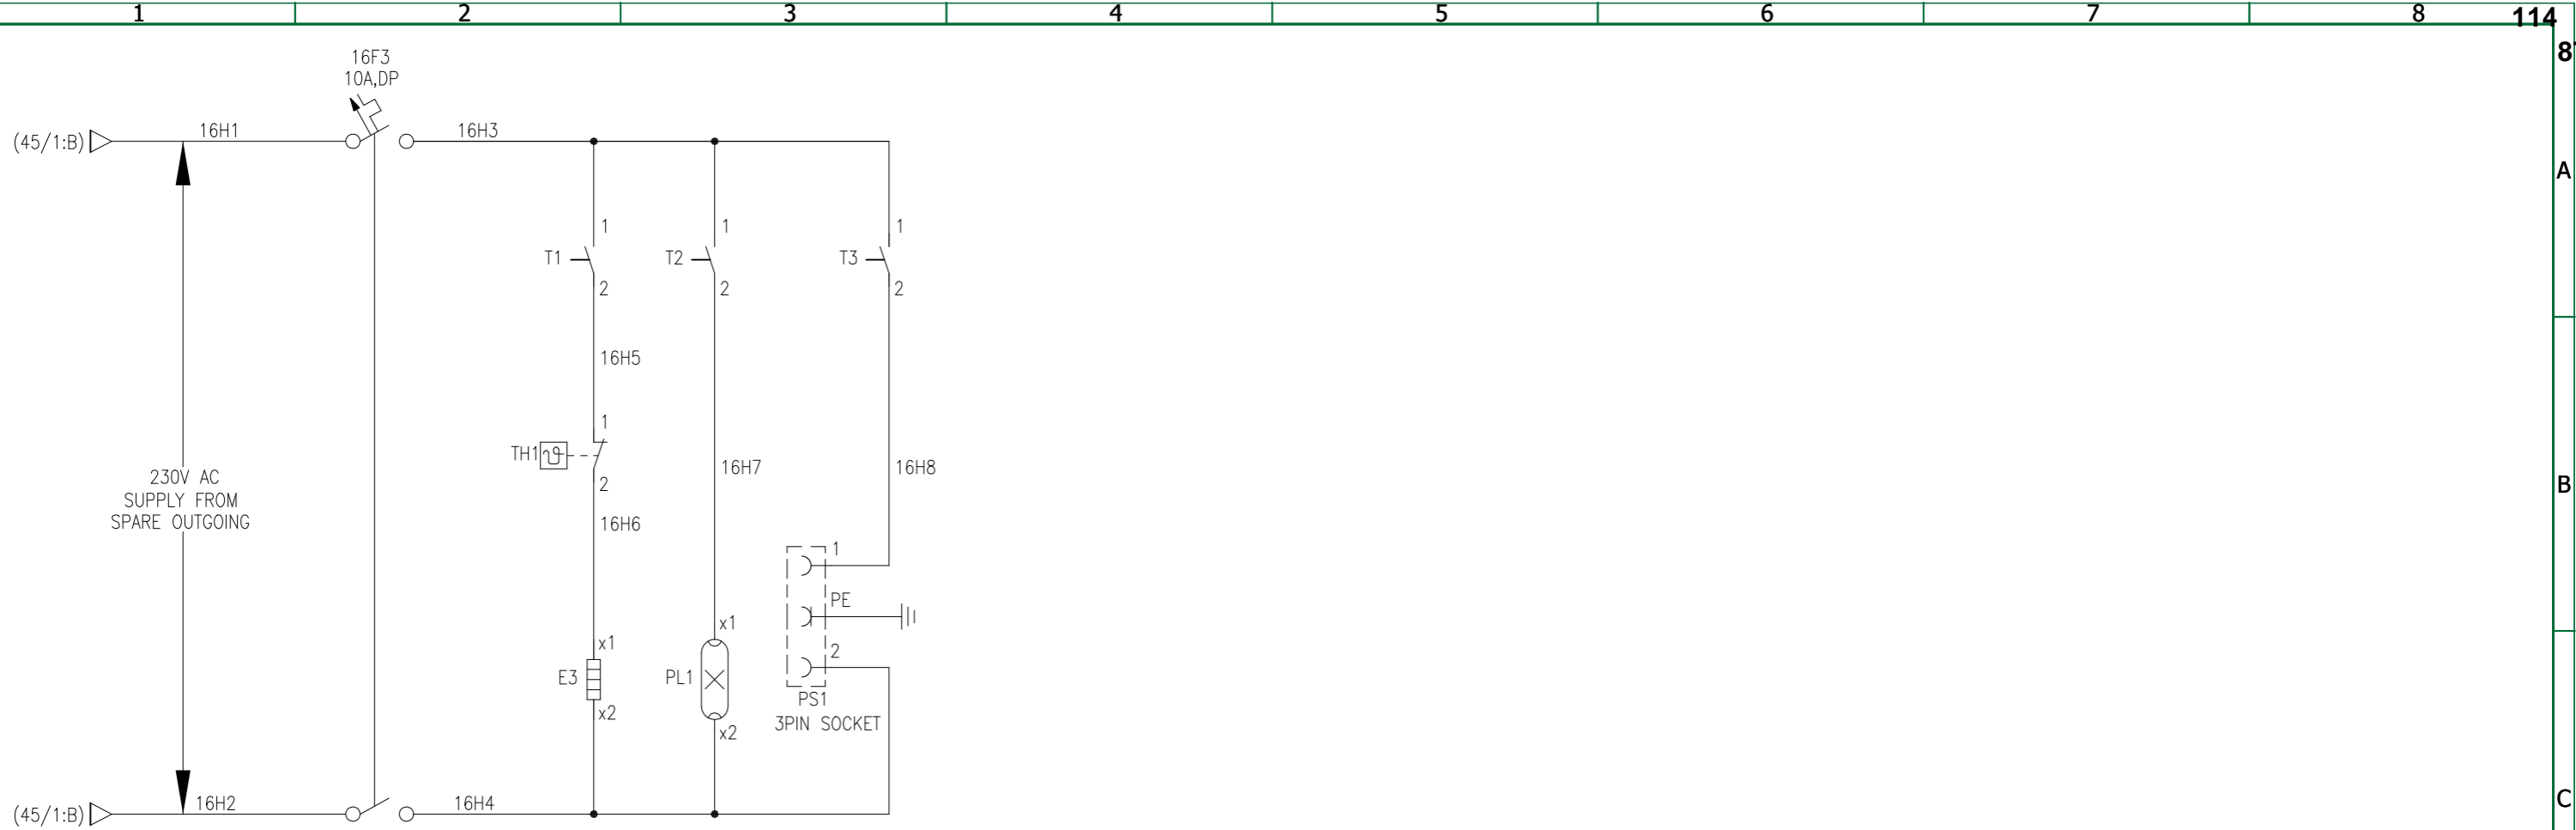 1 2 3 4 5 6 7 8 114
16F3
10A,DP
(45/1:B) 16H1 16H3
A
1 1 1
T1 T2 T3
2 2 2
16H5
1
TH1
16H7 16H8
230V AC
SUPPLY FROM
SPARE OUTGOING
2
B
16H6
1
PE
x1
x1
2
E3 PL1
PS1
3PIN SOCKET
x2
x2
(45/1:B) 16H2 16H4
C